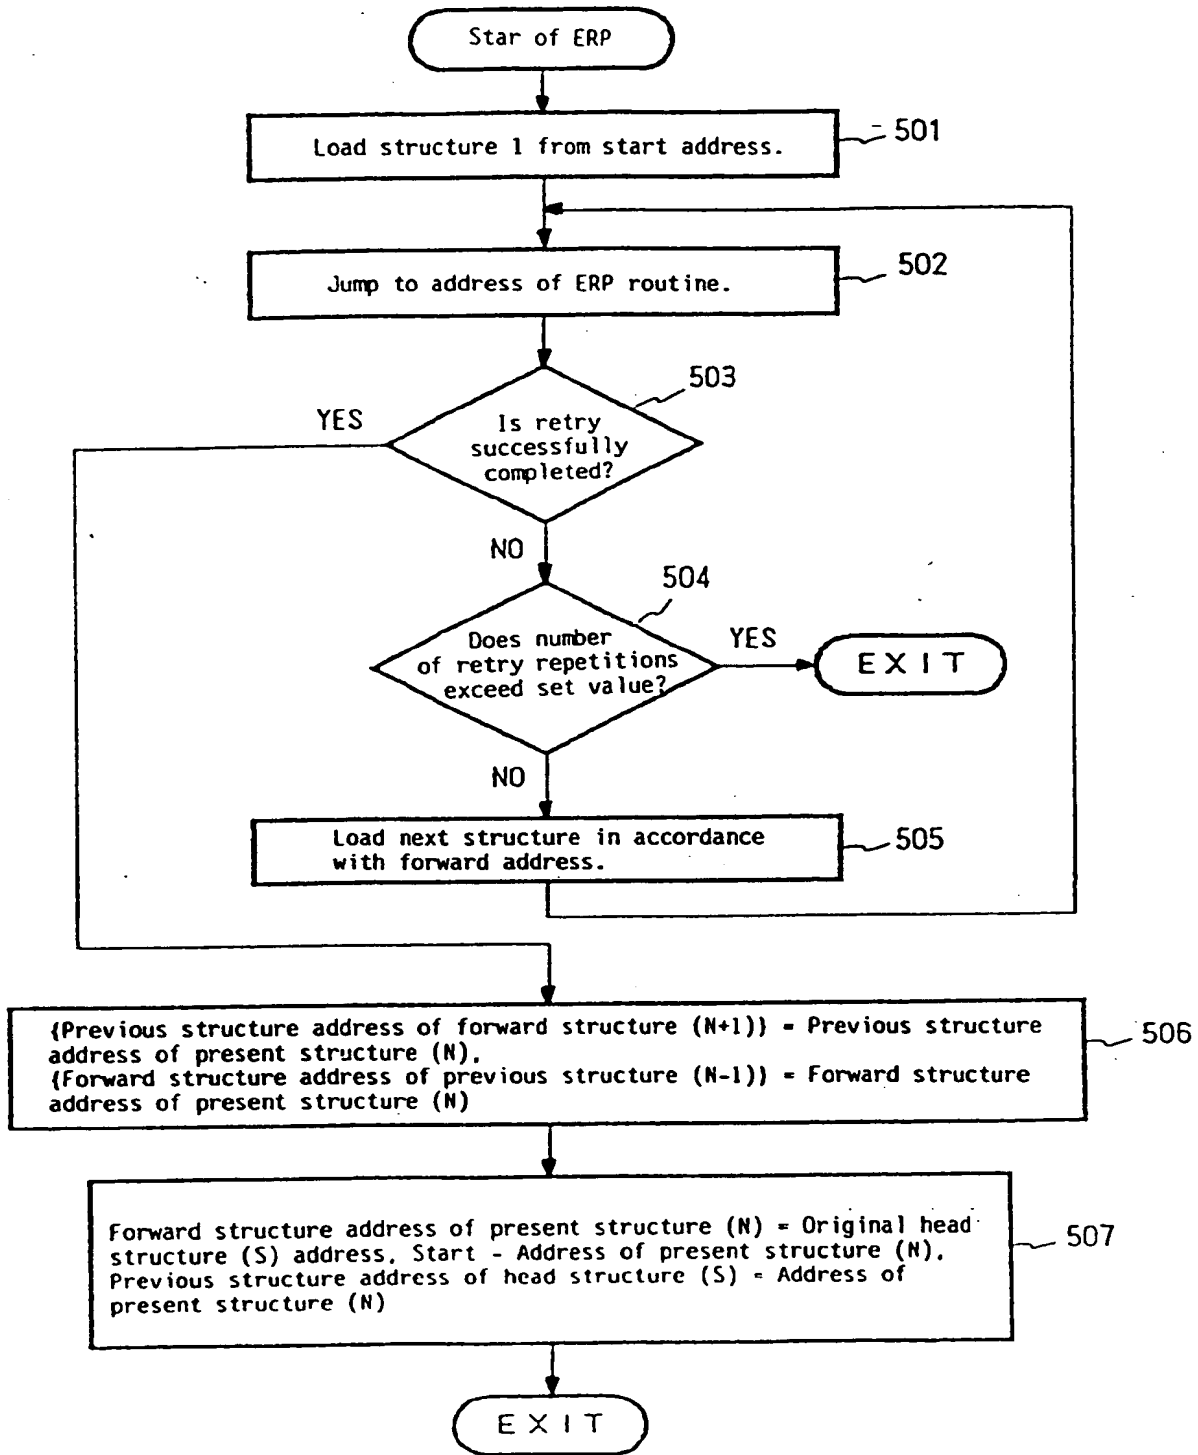 Star of ERP
Load structure 1 from start address.
501
Jump to address of ERP routine.
502
503
YES
Is retry
successfully
completed?
NO
504
Does number
of retry repetitions
exceed set value?
YES
EXIT
NO
Load next structure in accordance
with forward address.
505
{Previous structure address of forward structure (N+1)} = Previous structure
address of present structure (N),
{Forward structure address of previous structure (N-1)} = Forward structure
address of present structure (N)
506
Forward structure address of present structure (N) = Original head
structure (S) address, Start - Address of present structure (N),
Previous structure address of head structure (S) = Address of
present structure (N)
507
EXIT